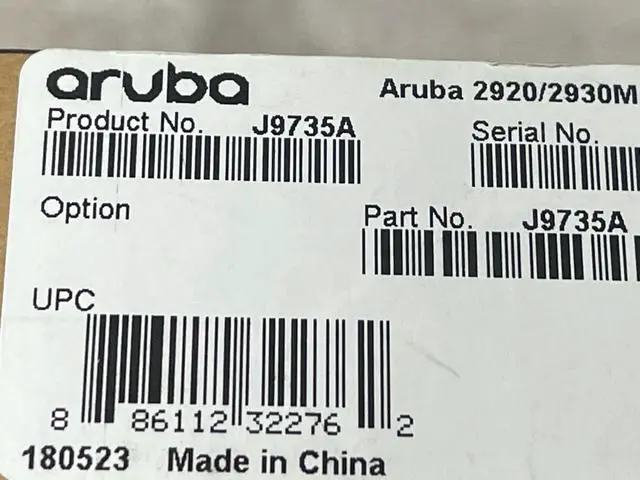 aruba
Aruba 2920/2930M
Product No. J9735A
Serial No.
Option
Part No. J9735A
UPC
8 86112 32276 2
180523 Made in China